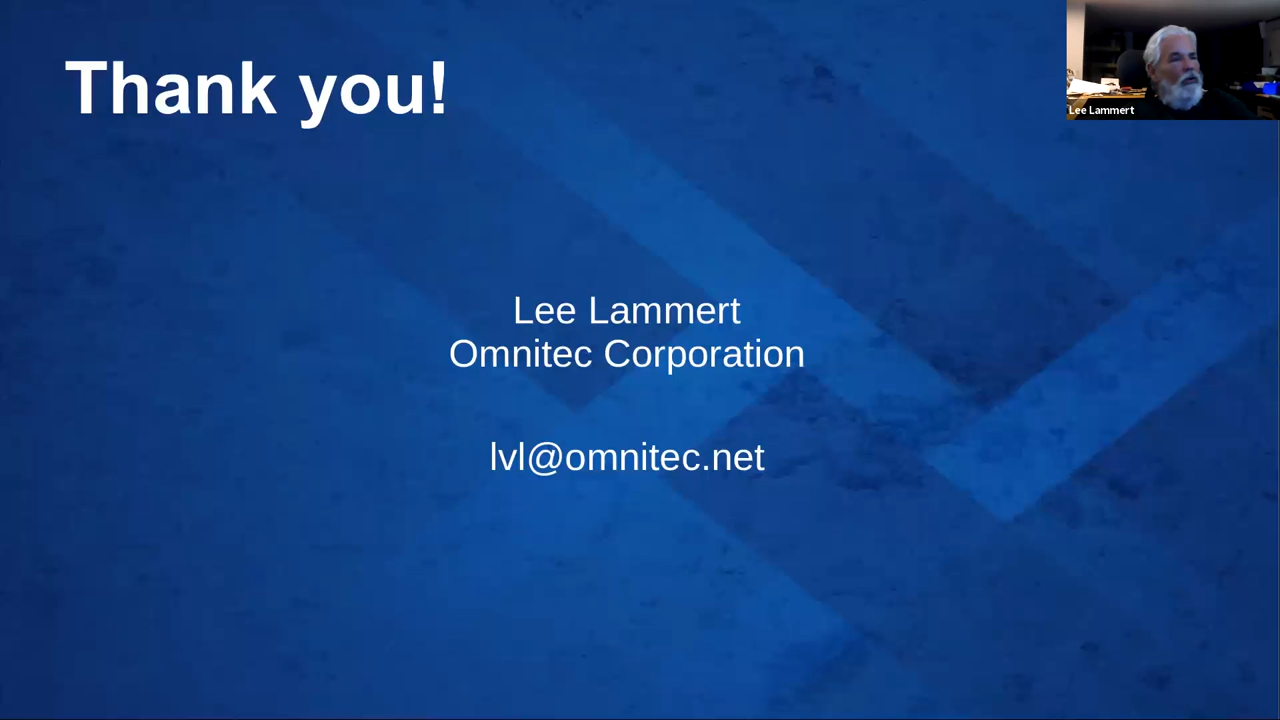 Thank you!
Lee Lammert
Lee Lammert
Omnitec Corporation
lvl@omnitec.net